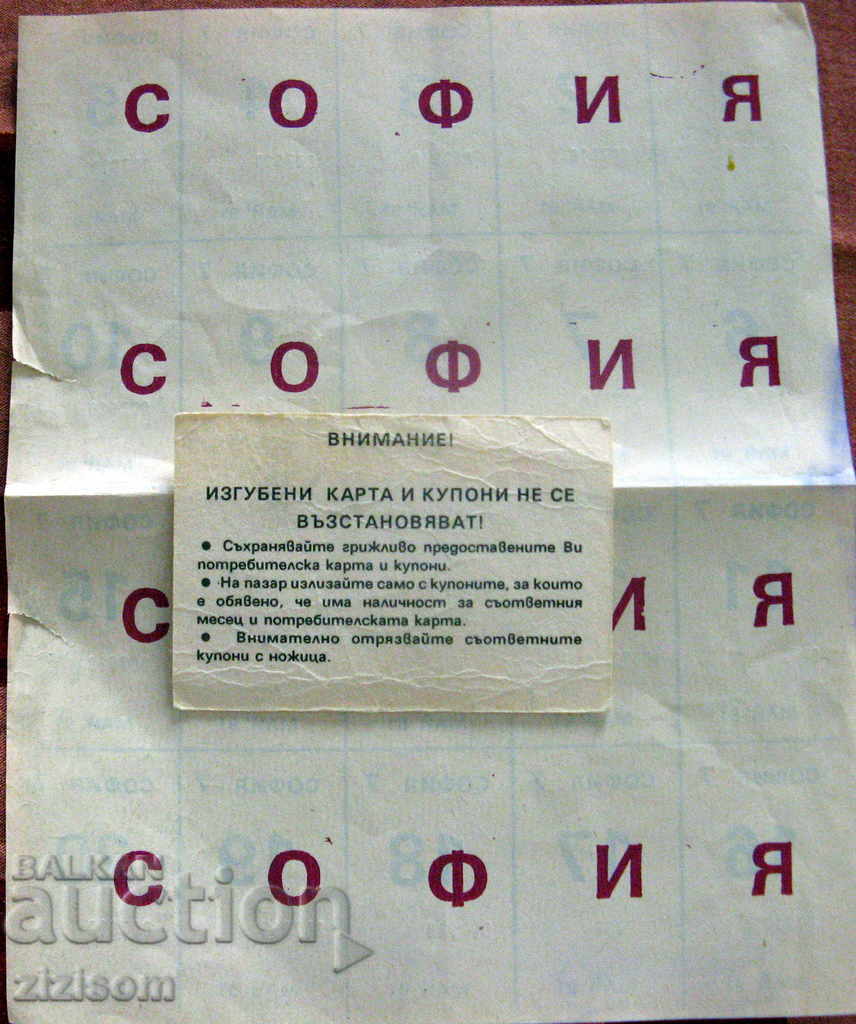 С О Ф И Я
С О Ф И Я
ВНИМАНИЕ!
ИЗГУБЕНИ КАРТА И КУПОНИ НЕ СЕ
ВЪЗСТАНОВЯВАТ!
● Съхранявайте грижливо предоставените Ви
потребителска карта и купони.
● На пазар излизайте само с купоните, за които
е обявено, че има наличност за съответния
месец и потребителската карта.
● Внимателно отрязвайте съответните
купони с ножица.
С И Я
С О Ф И Я
BALKAN
auction
zizisom